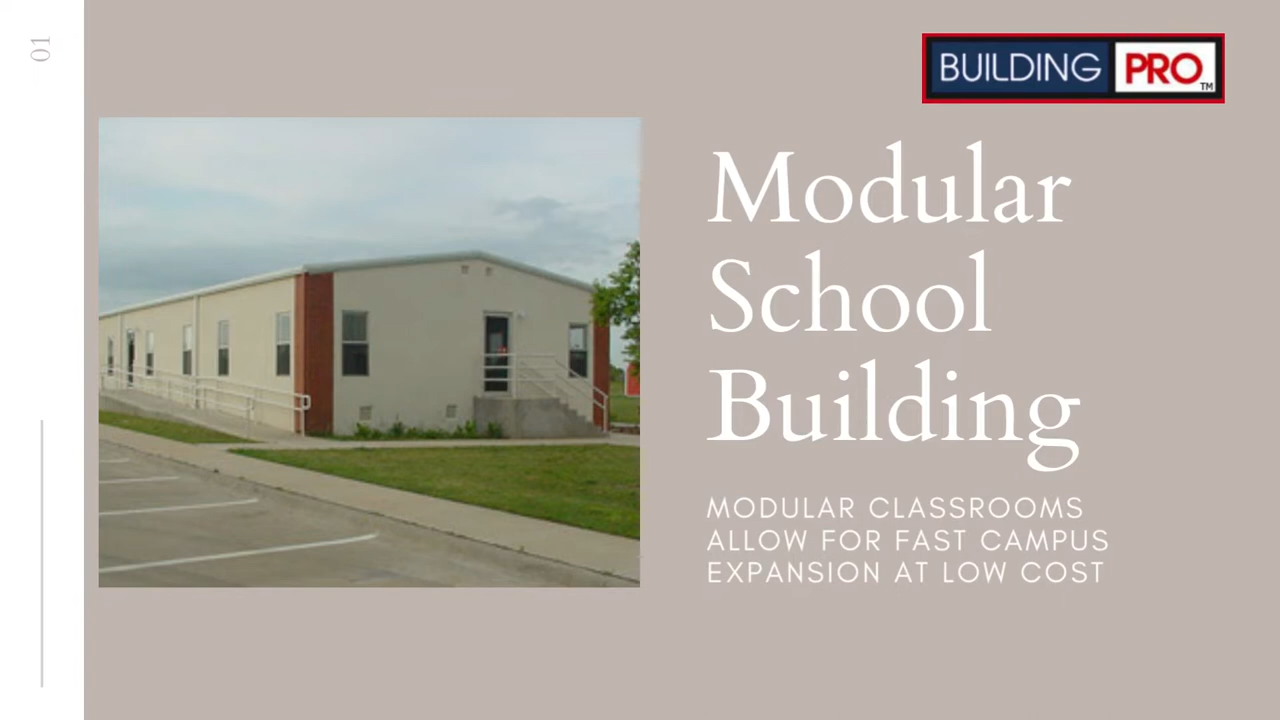 01
BUILDING PRO TM
Modular
School
Building
MODULAR CLASSROOMS
ALLOW FOR FAST CAMPUS
EXPANSION AT LOW COST